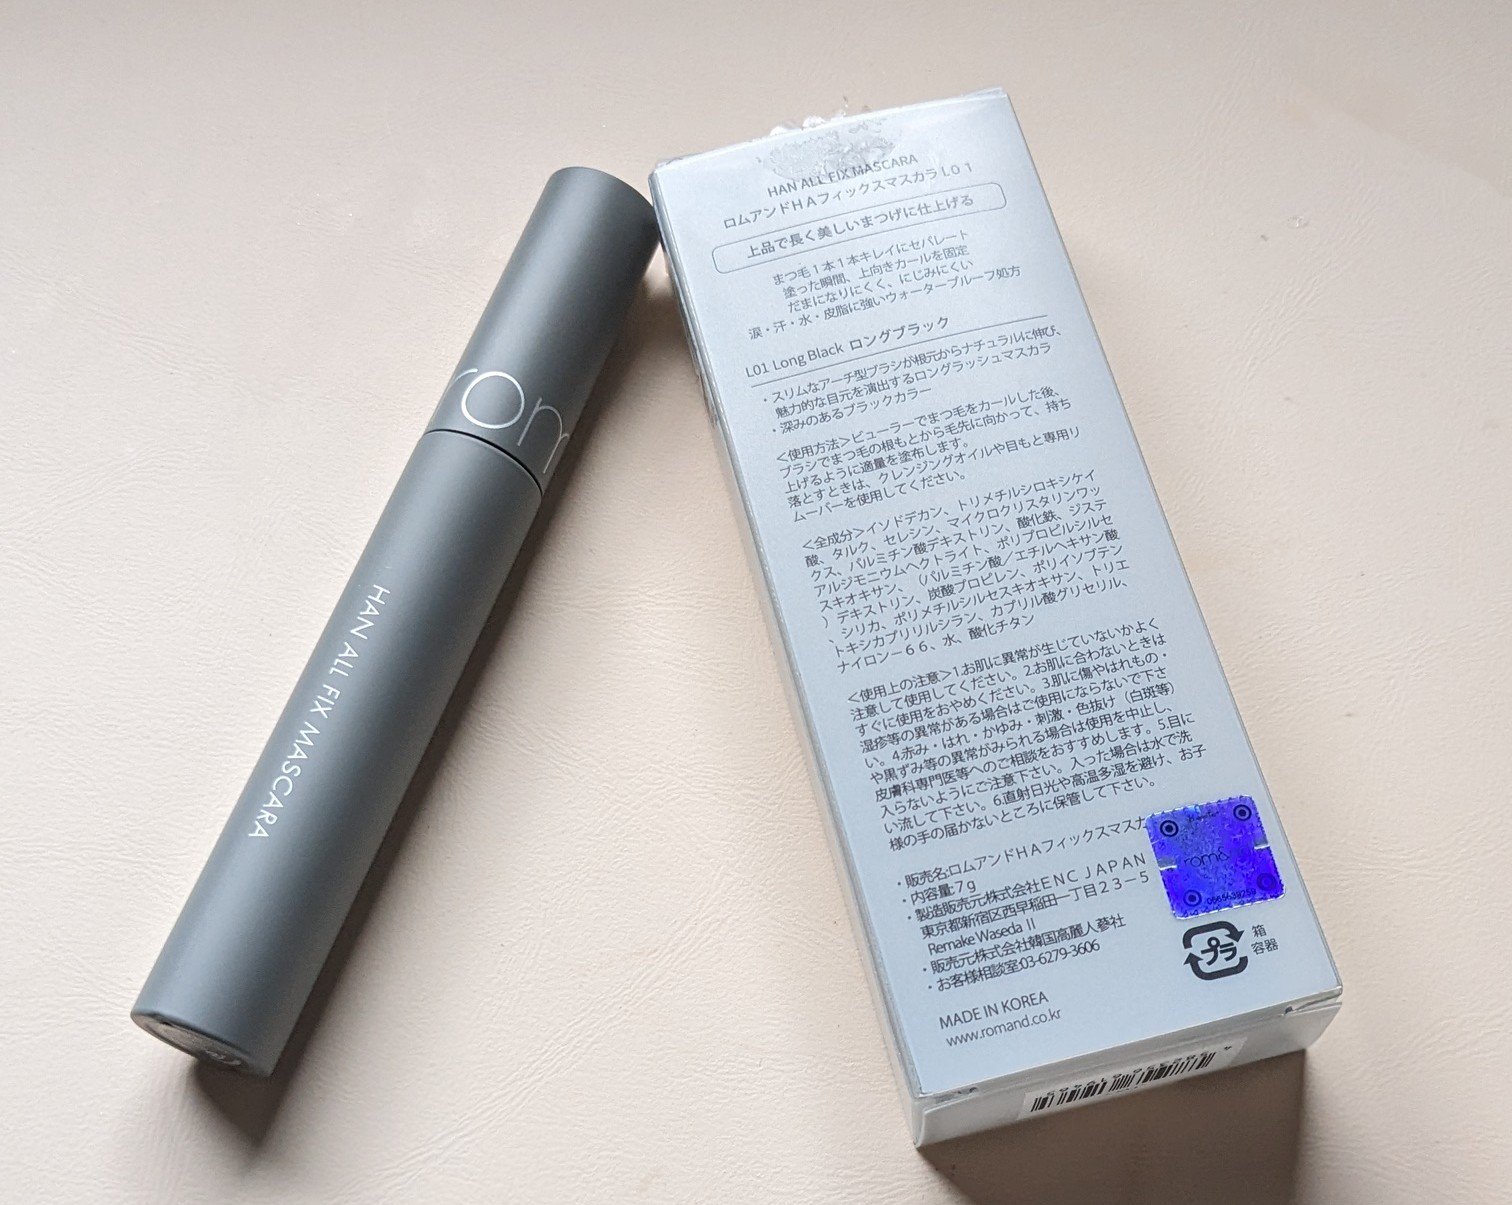 rom
HAN ALL FIX MASCARA
HAN ALL FIX MASCARA
ロムアンドHAフィックスマスカラ L01
上品で長く美しいまつげに仕上げる
まつ毛1本1本キレイにセパレート
塗った瞬間、上向きカールを固定
だまになりにくく、にじみにくい
涙・汗・水・皮脂に強いウォータープルーフ処方
L01 Long Black ロングブラック
・スリムなアーチ型ブラシが根元からナチュラルに伸び、
魅力的な目元を演出するロングラッシュマスカラ
・深みのあるブラックカラー
<使用方法>ビューラーでまつ毛をカールした後、
ブラシでまつ毛の根もとから毛先に向かって、持ち
上げるように適量を塗布します。
落とすときは、クレンジングオイルや目もと専用リ
ムーバーを使用してください。
<全成分>イソドデカン、トリメチルシロキシケイ
酸、タルク、セレシン、マイクロクリスタリンワッ
クス、パルミチン酸デキストリン、酸化鉄、ジステ
アルジモニウムヘクトライト、ポリプロピルシルセ
スキオキサン、(パルミチン酸/エチルヘキサン酸
)デキストリン、炭酸プロピレン、ポリイソブテン
、シリカ、ポリメチルシルセスキオキサン、トリエ
トキシカプリリルシラン、カプリル酸グリセリル、
ナイロン-66、水、酸化チタン
<使用上の注意>1.お肌に異常が生じていないかよく
注意して使用してください。2.お肌に合わないときは
すぐに使用をおやめください。3.肌に傷やはれもの・
湿疹等の異常がある場合はご使用にならないで下さ
い。4.赤み・はれ・かゆみ・刺激・色抜け(白斑等)
や黒ずみ等の異常がみられる場合は使用を中止し、
皮膚科専門医等へのご相談をおすすめします。5.目に
入らないようにご注意下さい。入った場合は水で洗
い流して下さい。6.直射日光や高温多湿を避け、お子
様の手の届かないところに保管して下さい。
・販売名:ロムアンドHAフィックスマスカ
・内容量:7g
・製造販売元:株式会社ENC JAPAN
東京都新宿区西早稲田一丁目23-5
Remake Waseda II
・販売元:株式会社韓国高麗人蔘社
・お客様相談室:03-6279-3606
MADE IN KOREA
www.romand.co.kr
rom&
プラ
箱
容器